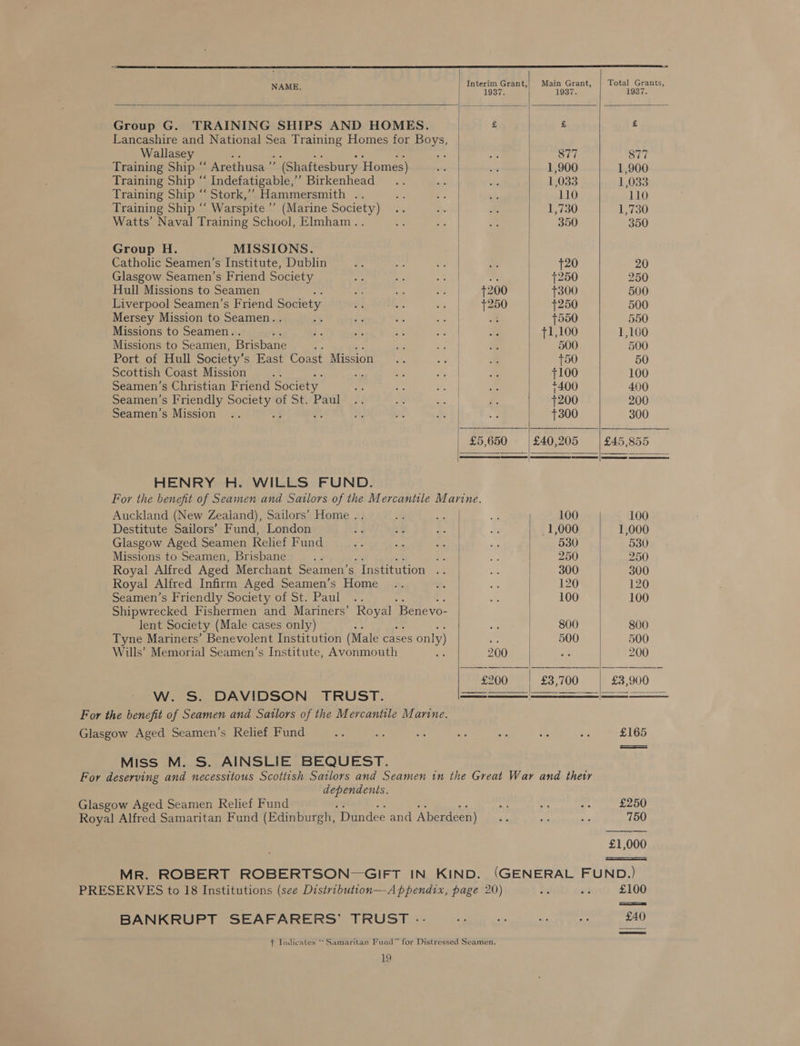 NAME. Interim Grant, 1937. Main Grant, 1937. Total Grants, 1937.
Group G. TRAINING SHIPS AND HOMES. £ £ £
Lancashire and National Sea Training Homes for Boys,
Wallasey .. .. .. .. .. .. 877 877
Training Ship “ Arethusa ” (Shaftesbury Homes) .. .. 1,900 1,900
Training Ship “ Indefatigable,” Birkenhead .. .. .. 1,033 1,033
Training Ship “ Stork,” Hammersmith .. .. .. .. .. 110 110
Training Ship “ Warspite ” (Marine Society) .. .. .. 1,730 1,730
Watts’ Naval Training School, Elmham .. .. .. .. 350 350
Group H. MISSIONS.
Catholic Seamen’s Institute, Dublin .. .. .. .. †20 20
Glasgow Seamen’s Friend Society .. .. .. .. †250 250
Hull Missions to Seamen .. .. .. .. †200 †300 500
Liverpool Seamen’s Friend Society .. .. .. †250 †250 500
Mersey Mission to Seamen .. .. .. .. .. .. †550 550
Missions to Seamen .. .. .. .. .. .. .. †1,100 1,100
Missions to Seamen, Brisbane .. .. .. .. .. 500 500
Port of Hull Society’s East Coast Mission .. .. .. †50 50
Scottish Coast Mission .. .. .. .. .. .. †100 100
Seamen’s Christian Friend Society .. .. .. .. †400 400
Seamen’s Friendly Society of St. Paul .. .. .. .. †200 200
Seamen’s Mission .. .. .. .. .. .. †300 300
£5,650 £40,205 £45,855
HENRY H. WILLS FUND.
For the benefit of Seamen and Sailors of the Mercantile Marine.
Auckland (New Zealand), Sailors’ Home .. .. .. .. 100 100
Destitute Sailors’ Fund, London .. .. .. .. 1,000 1,000
Glasgow Aged Seamen Relief Fund .. .. .. .. 530 530
Missions to Seamen, Brisbane .. .. .. .. 250 250
Royal Alfred Aged Merchant Seamen’s Institution .. .. 300 300
Royal Alfred Infirm Aged Seamen’s Home .. .. .. 120 120
Seamen’s Friendly Society of St. Paul .. .. .. .. 100 100
Shipwrecked Fishermen and Mariners’ Royal Benevo-
lent Society (Male cases only) .. .. .. .. 800 800
Tyne Mariners’ Benevolent Institution (Male cases only) .. 500 500
Wills’ Memorial Seamen’s Institute, Avonmouth .. 200 .. 200
£200 £3,700 £3,900
W. S. DAVIDSON TRUST.
For the benefit of Seamen and Sailors of the Mercantile Marine.
Glasgow Aged Seamen’s Relief Fund .. .. .. .. .. .. .. £165
MISS M. S. AINSLIE BEQUEST.
For deserving and necessitous Scottish Sailors and Seamen in the Great War and their
dependents.
Glasgow Aged Seamen Relief Fund .. .. .. .. .. .. .. £250
Royal Alfred Samaritan Fund (Edinburgh, Dundee and Aberdeen) .. .. .. 750
£1,000
MR. ROBERT ROBERTSON—GIFT IN KIND. (GENERAL FUND.)
PRESERVES to 18 Institutions (see Distribution—Appendix, page 20) .. .. £100
BANKRUPT SEAFARERS’ TRUST .. .. .. .. .. £40
† Indicates “ Samaritan Fund ” for Distressed Seamen.
19